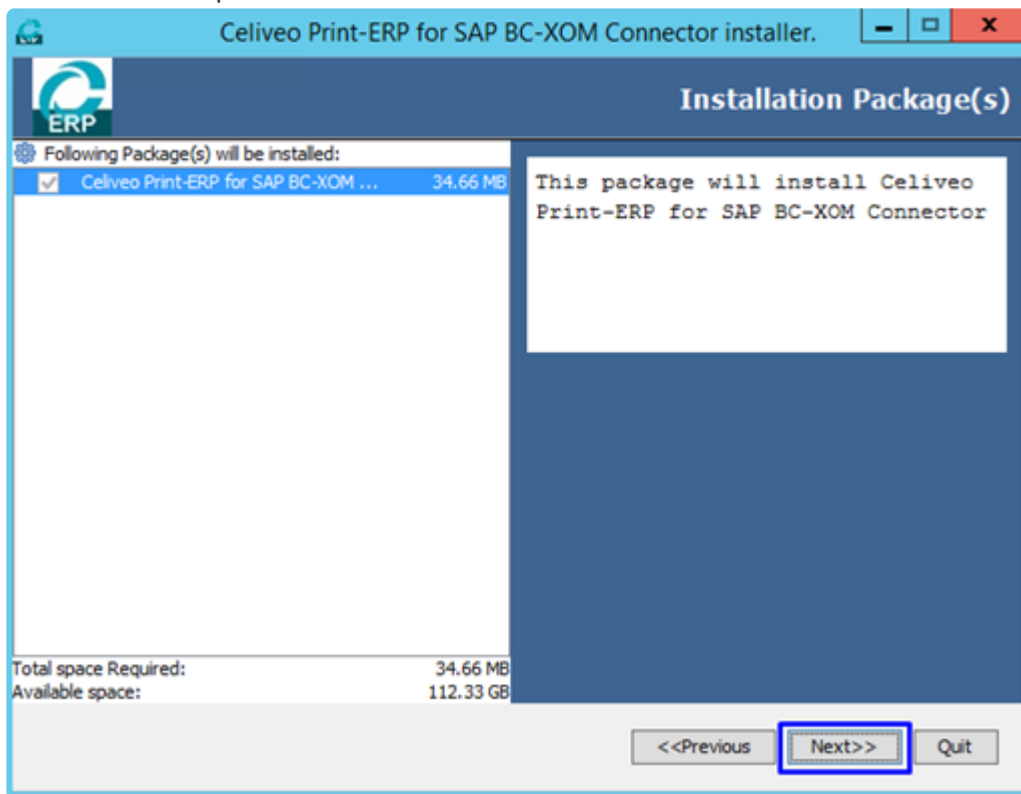 Celiveo Print-ERP for SAP BC-XOM Connector installer.
ERP
Installation Package(s)
Following Package(s) will be installed:
Celiveo Print-ERP for SAP BC-XOM ... 34.66 MB
This package will install Celiveo
Print-ERP for SAP BC-XOM Connector
Total space Required: 34.66 MB
Available space: 112.33 GB
<<Previous Next>> Quit